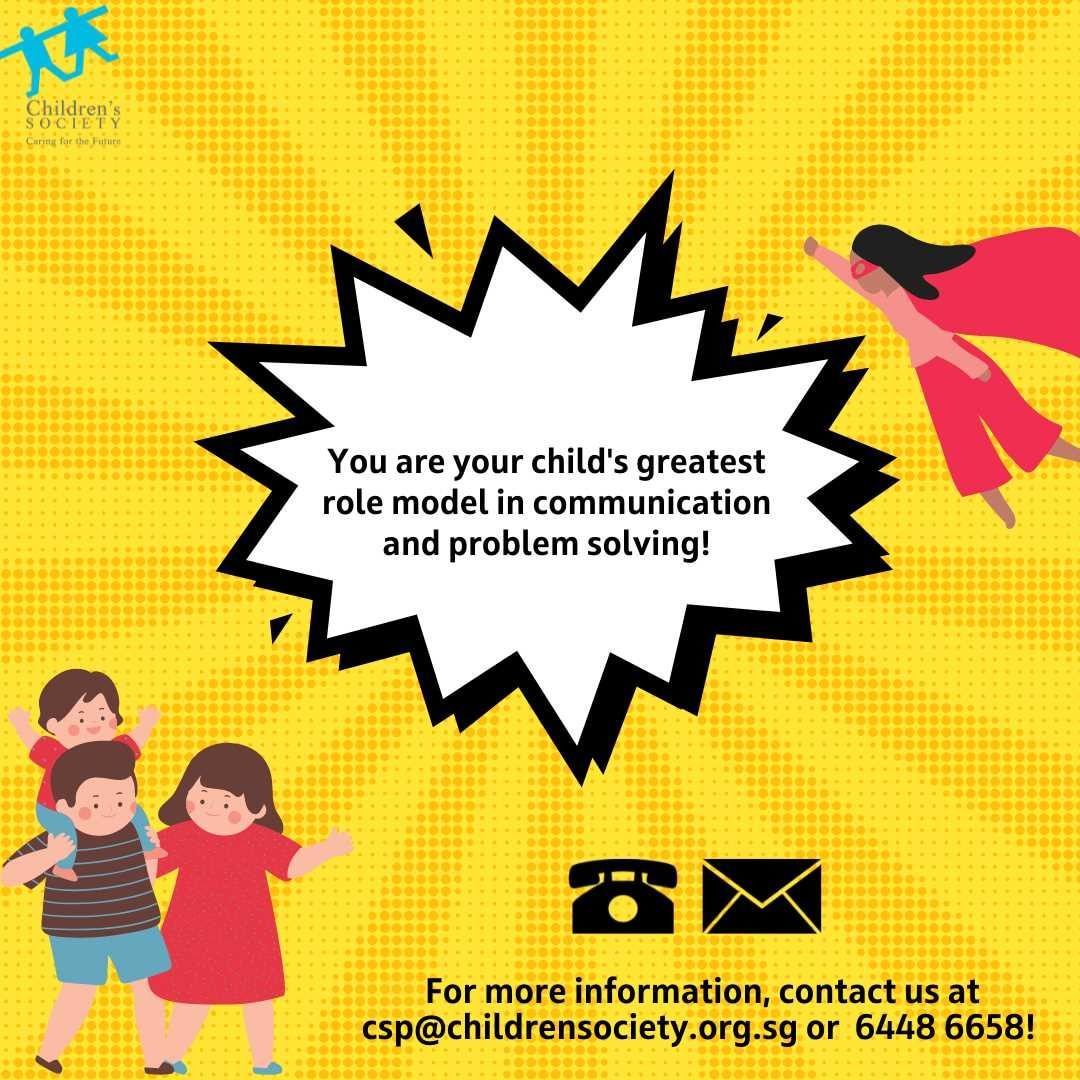 Children's
SOCIETY
Caring for the Future
You are your child's greatest
role model in communication
and problem solving!
For more information, contact us at
csp@childrensociety.org.sg or 6448 6658!